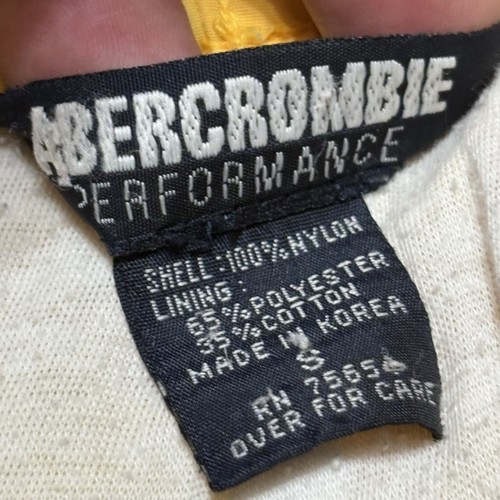 ABERCROMBIE
PERFORMANCE
SHELL:100%NYLON
LINING:
65%POLYESTER
35%COTTON
MADE IN KOREA
S
RN 75654
OVER FOR CARE